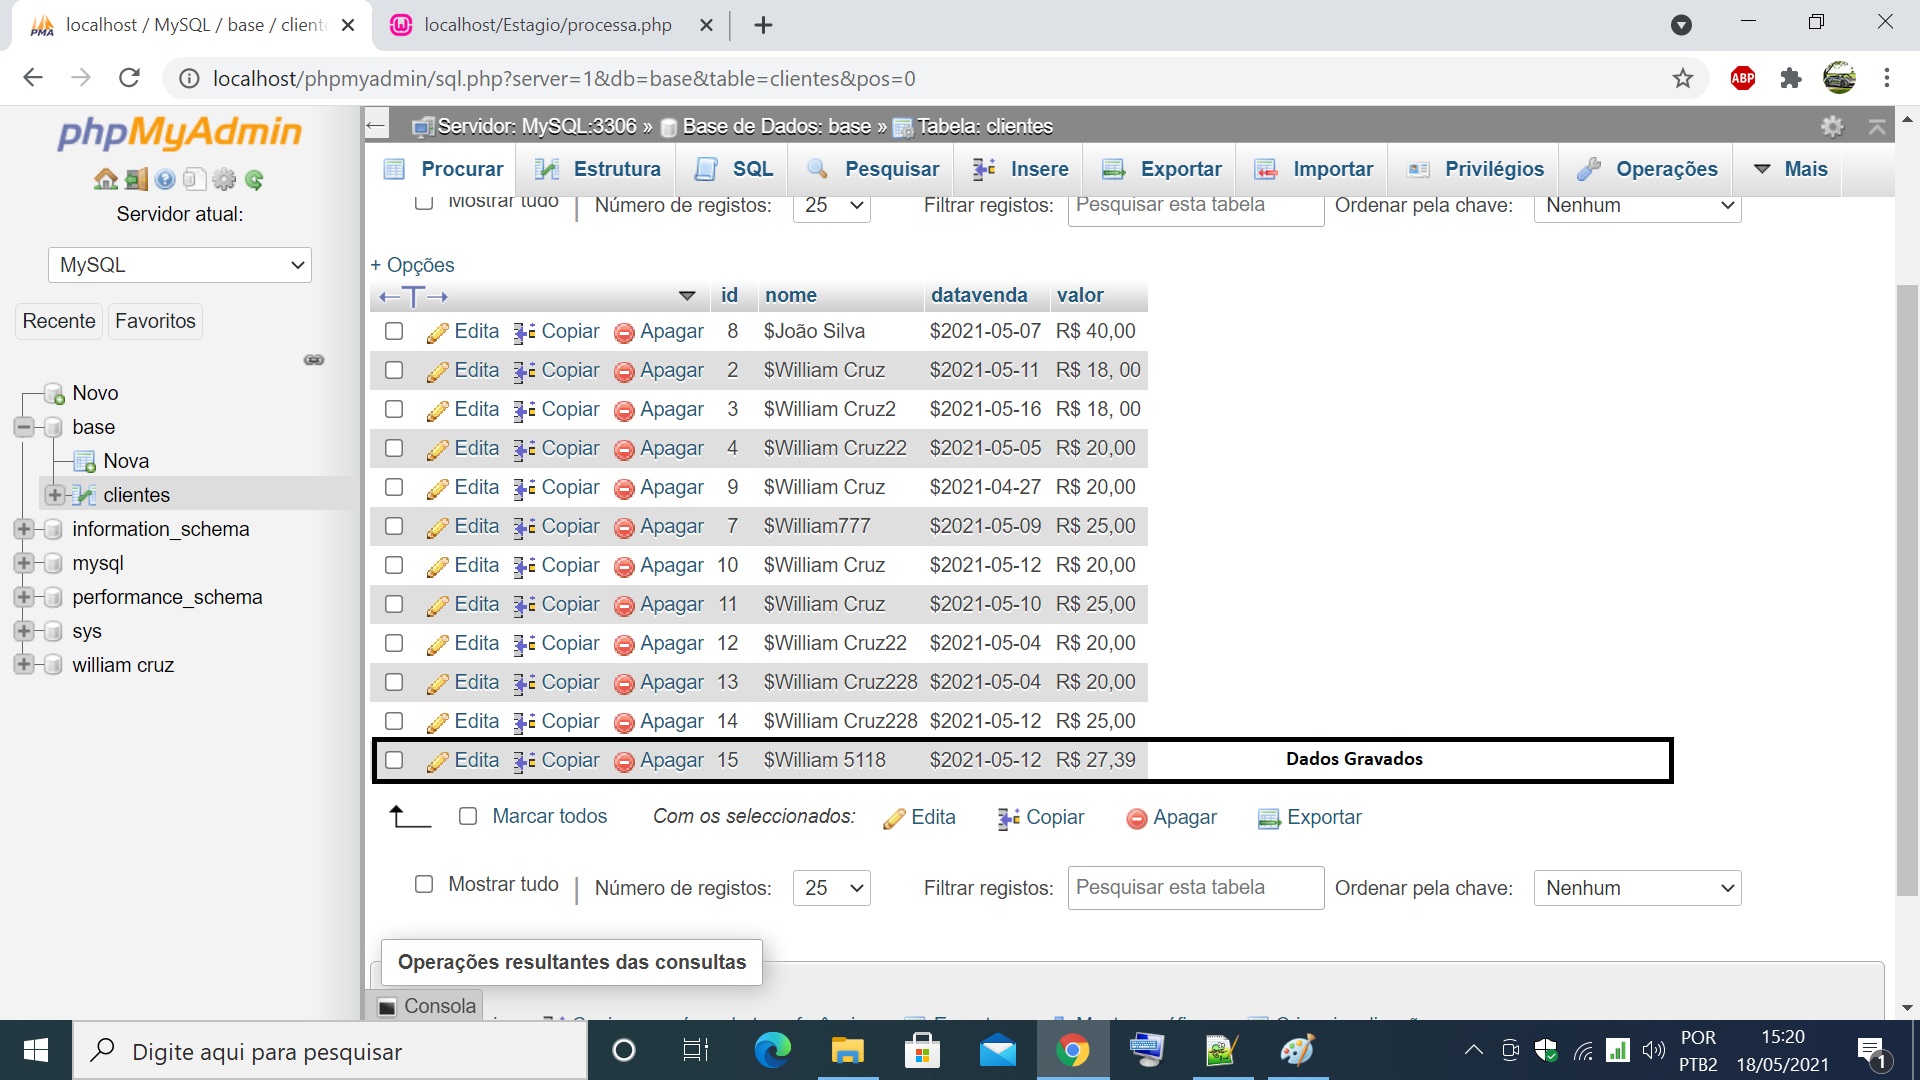 localhost / MySQL / base / cliente
localhost/Estagio/processa.php
localhost/phpmyadmin/sql.php?server=1&db=base&table=clientes&pos=0
ABP
phpMyAdmin
Servidor atual:
MySQL
Recente Favoritos
Novo
base
Nova
clientes
information_schema
mysql
performance_schema
sys
william cruz
Servidor: MySQL:3306 » Base de Dados: base » Tabela: clientes
Procurar Estrutura SQL Pesquisar Insere Exportar Importar Privilégios Operações Mais
Mostrar tudo Número de registos: 25 Filtrar registos: Pesquisar esta tabela Ordenar pela chave: Nenhum
+ Opções
←T→ id nome datavenda valor
Edita Copiar Apagar 8 $João Silva $2021-05-07 R$ 40,00
Edita Copiar Apagar 2 $William Cruz $2021-05-11 R$ 18, 00
Edita Copiar Apagar 3 $William Cruz2 $2021-05-16 R$ 18, 00
Edita Copiar Apagar 4 $William Cruz22 $2021-05-05 R$ 20,00
Edita Copiar Apagar 9 $William Cruz $2021-04-27 R$ 20,00
Edita Copiar Apagar 7 $William777 $2021-05-09 R$ 25,00
Edita Copiar Apagar 10 $William Cruz $2021-05-12 R$ 20,00
Edita Copiar Apagar 11 $William Cruz $2021-05-10 R$ 25,00
Edita Copiar Apagar 12 $William Cruz22 $2021-05-04 R$ 20,00
Edita Copiar Apagar 13 $William Cruz228 $2021-05-04 R$ 20,00
Edita Copiar Apagar 14 $William Cruz228 $2021-05-12 R$ 25,00
Edita Copiar Apagar 15 $William 5118 $2021-05-12 R$ 27,39 Dados Gravados
Marcar todos Com os seleccionados: Edita Copiar Apagar Exportar
Mostrar tudo Número de registos: 25 Filtrar registos: Pesquisar esta tabela Ordenar pela chave: Nenhum
Operações resultantes das consultas
Consola
Digite aqui para pesquisar
POR
PTB2
15:20
18/05/2021
1